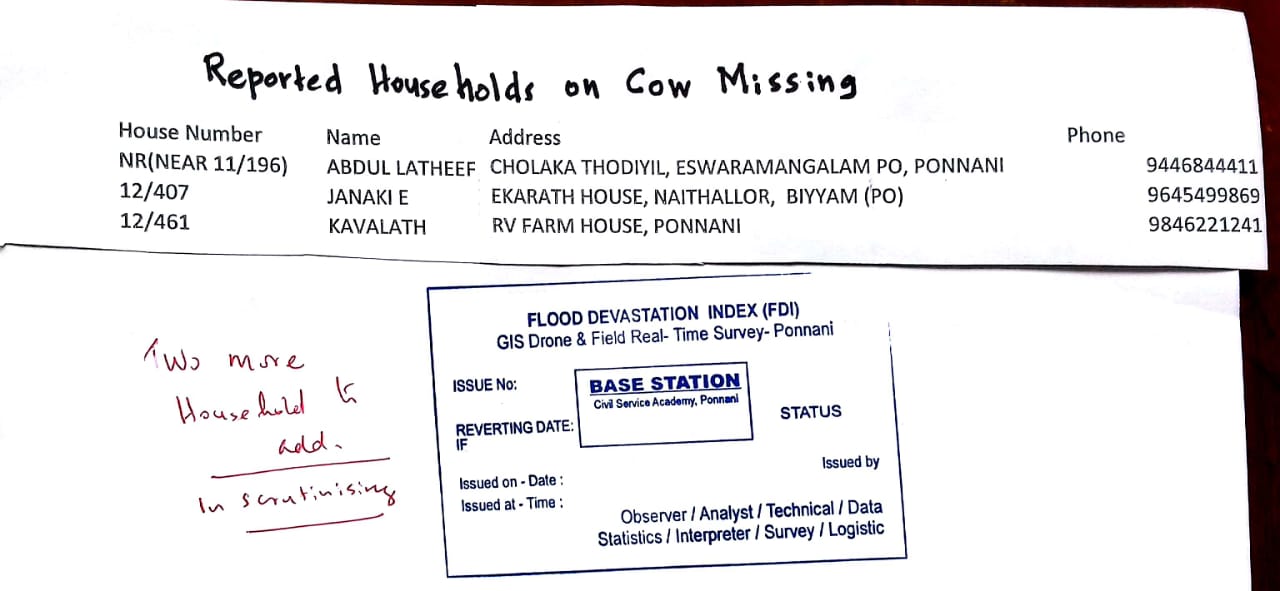 Reported Households on Cow Missing
House Number Name Address Phone
NR(NEAR 11/196) ABDUL LATHEEF CHOLAKA THODIYIL, ESWARAMANGALAM PO, PONNANI 9446844411
12/407 JANAKI E EKARATH HOUSE, NAITHALLOR, BIYYAM (PO) 9645499869
12/461 KAVALATH RV FARM HOUSE, PONNANI 9846221241
Two more
Household to
add.
In scrutinising
FLOOD DEVASTATION INDEX (FDI)
GIS Drone & Field Real- Time Survey- Ponnani
ISSUE No:
BASE STATION
Civil Service Academy, Ponnani
STATUS
REVERTING DATE:
IF
Issued by
Issued on - Date :
Issued at - Time :
Observer / Analyst / Technical / Data
Statistics / Interpreter / Survey / Logistic